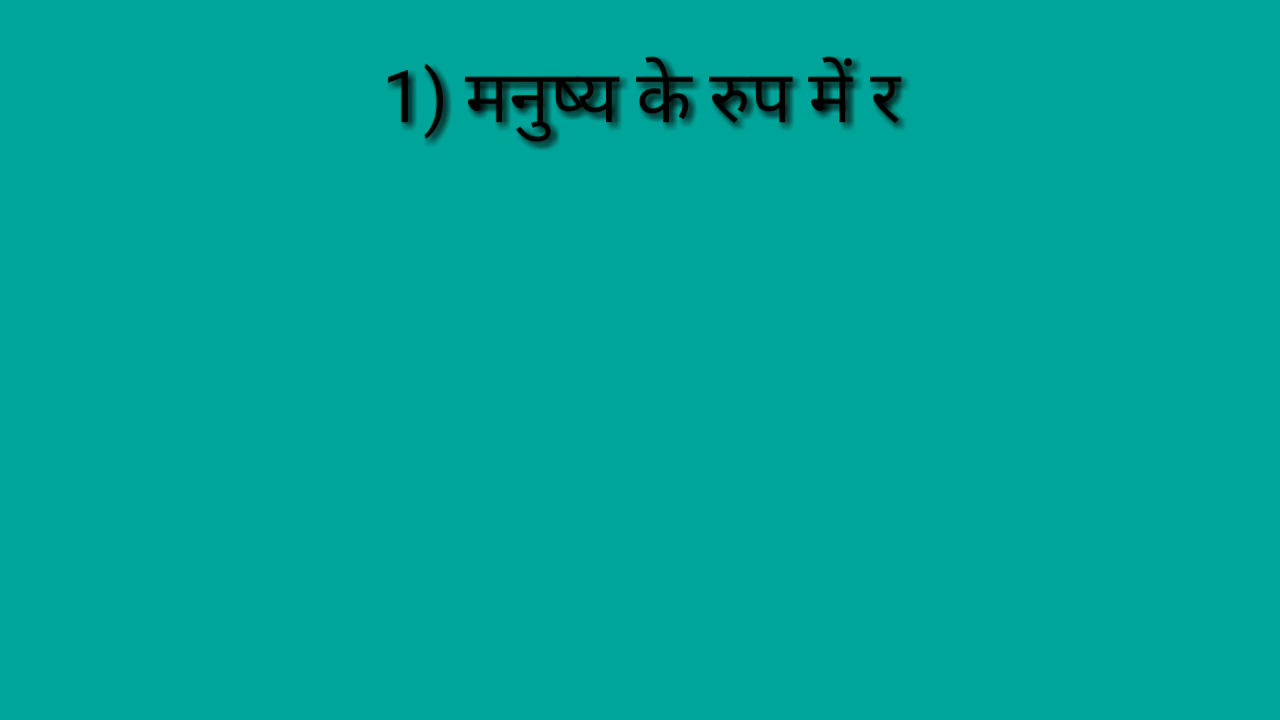 1) मनुष्य के रुप में र